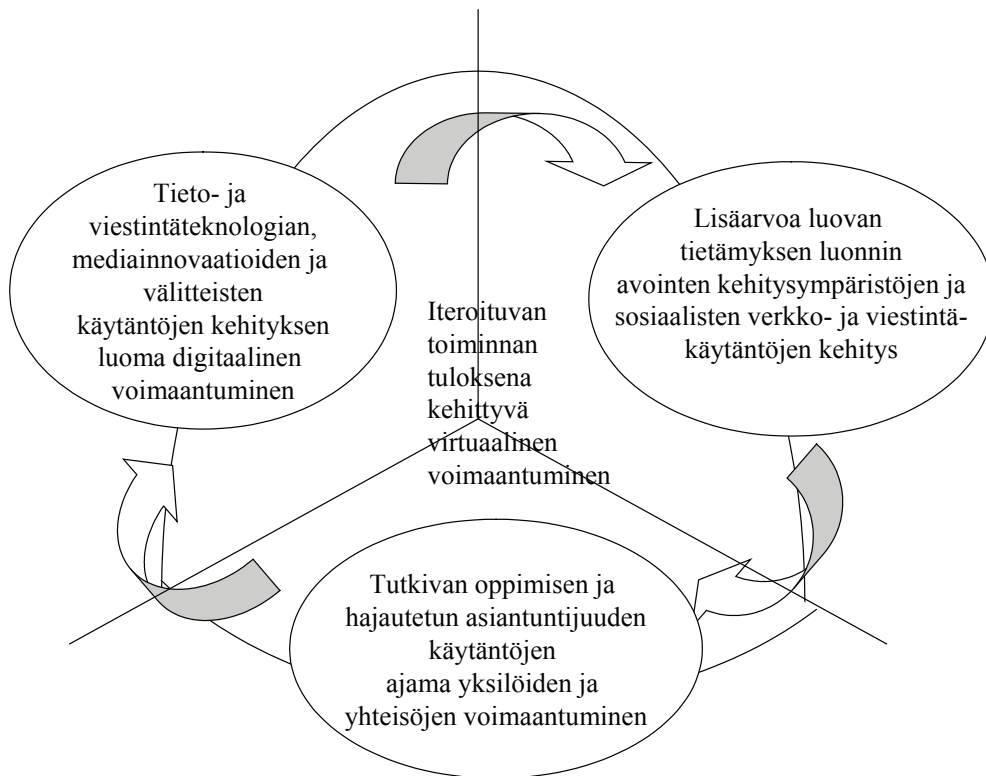 Tieto- ja
viestintäteknologian,
mediainnovaatioiden ja
välitteisten
käytäntöjen kehityksen
luoma digitaalinen
voimaantuminen
Lisäarvoa luovan
tietämyksen luonnin
avointen kehitysympäristöjen ja
sosiaalisten verkko- ja viestintä-
käytäntöjen kehitys
Iteroituvan
toiminnan
tuloksena
kehittyvä
virtuaalinen
voimaantuminen
Tutkivan oppimisen ja
hajautetun asiantuntijuuden
käytäntöjen
ajama yksilöiden ja
yhteisöjen voimaantuminen